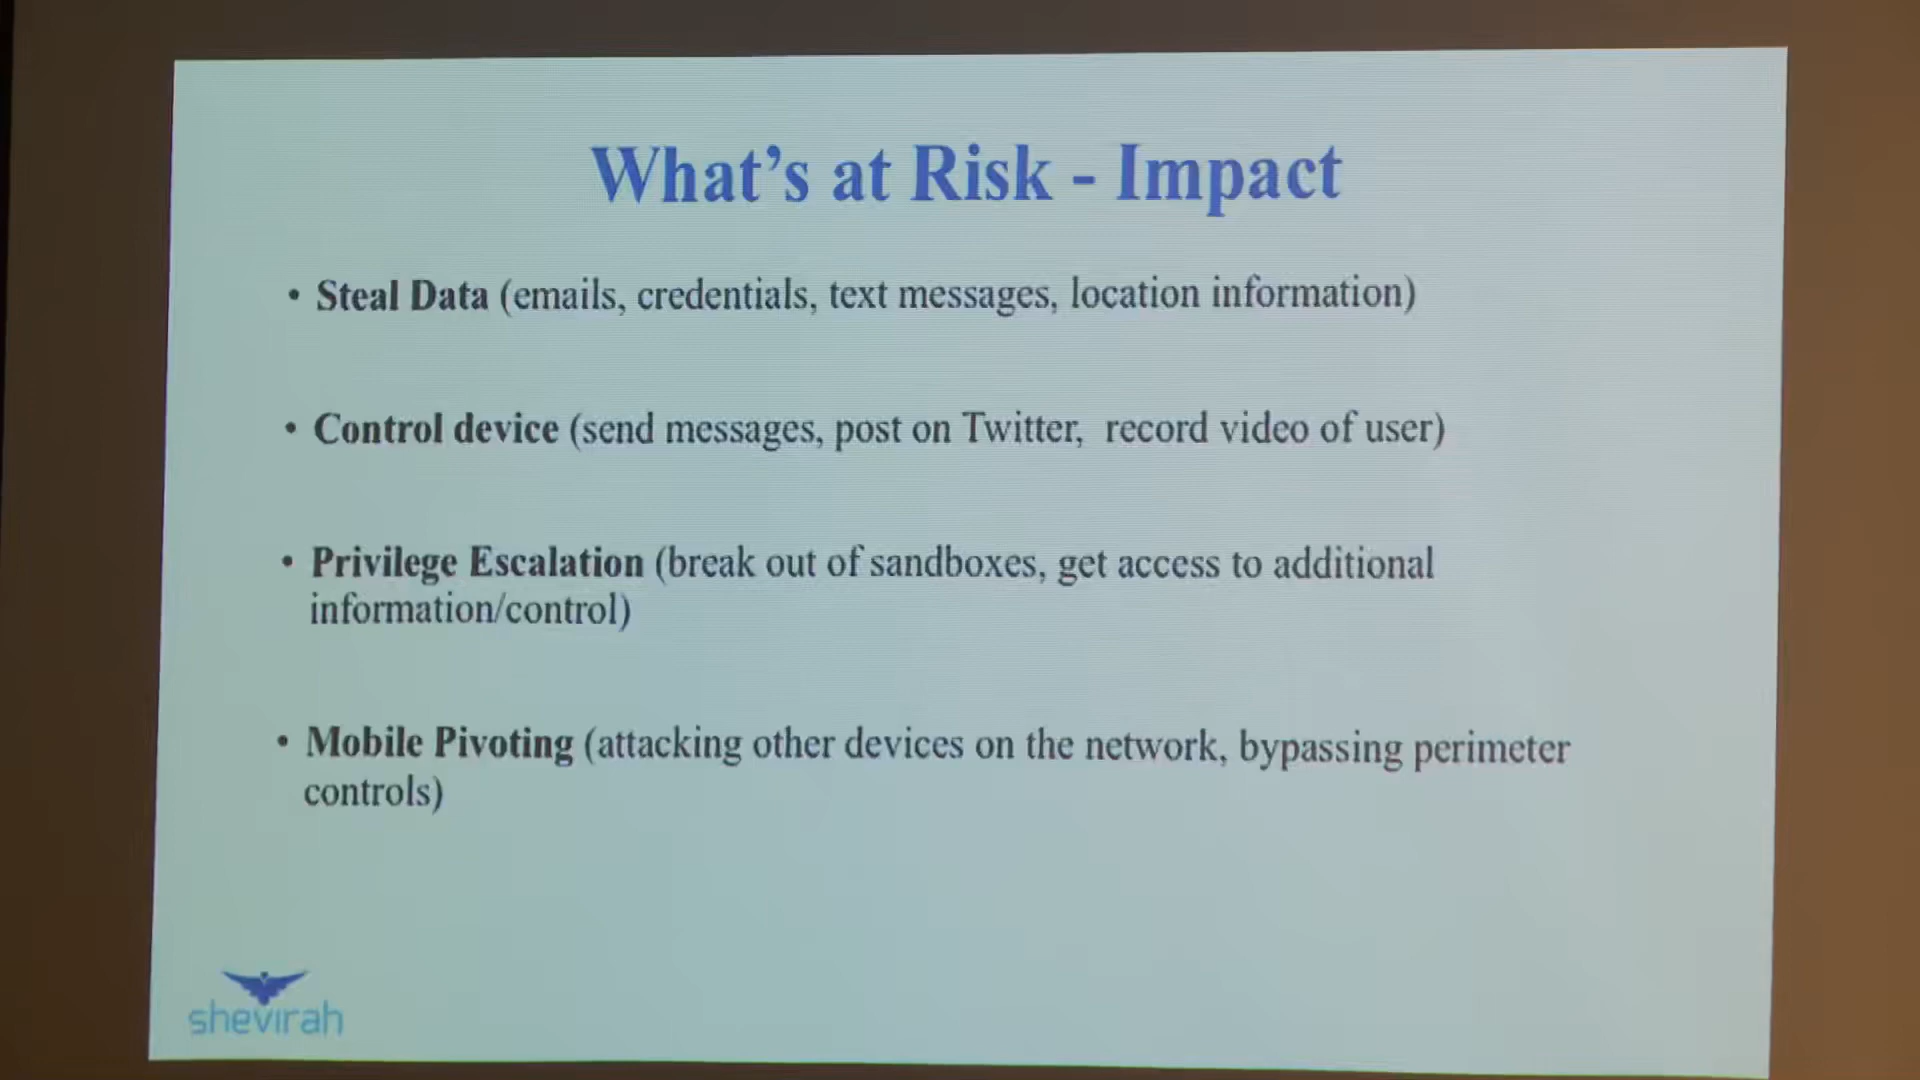 What's at Risk - Impact
• Steal Data (emails, credentials, text messages, location information)
• Control device (send messages, post on Twitter, record video of user)
• Privilege Escalation (break out of sandboxes, get access to additional
information/control)
• Mobile Pivoting (attacking other devices on the network, bypassing perimeter
controls)
shevirah